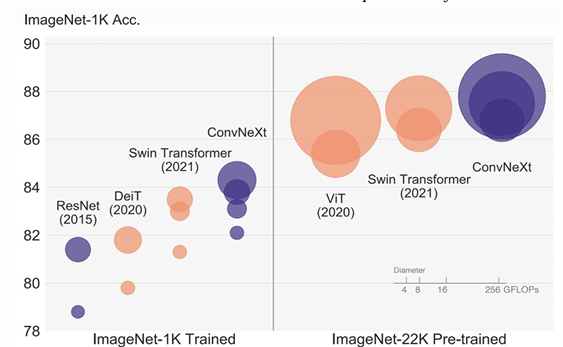 ImageNet-1K Acc.
90
88
86
84
82
80
78
ResNet
(2015)
DeiT
(2020)
Swin Transformer
(2021)
ConvNeXt
ViT
(2020)
Swin Transformer
(2021)
ConvNeXt
Diameter
4 8 16 256 GFLOPs
ImageNet-1K Trained
ImageNet-22K Pre-trained